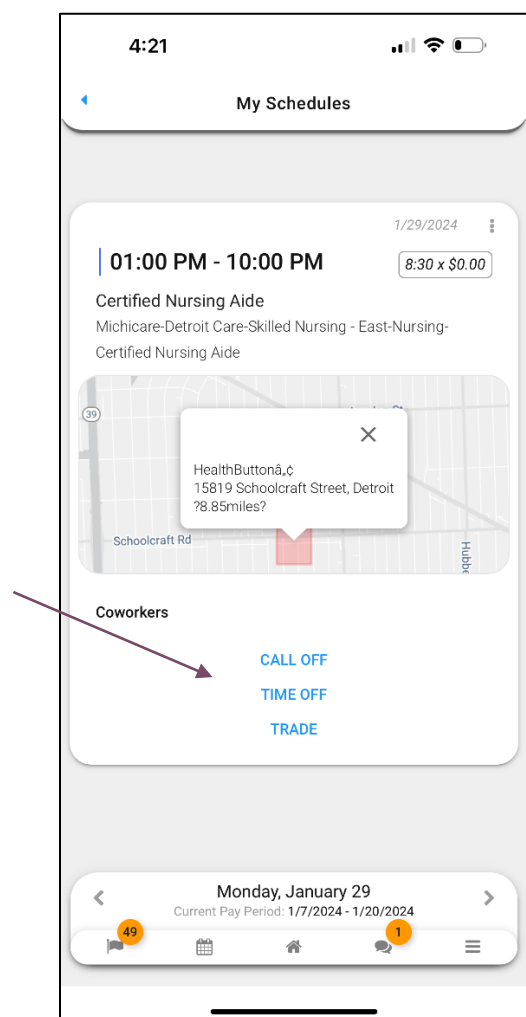 4:21
My Schedules
1/29/2024
01:00 PM - 10:00 PM
8:30 x $0.00
Certified Nursing Aide
Michicare-Detroit Care-Skilled Nursing - East-Nursing-
Certified Nursing Aide
39
HealthButtonâ„¢
15819 Schoolcraft Street, Detroit
?8.85miles?
Schoolcraft Rd
Hubbe
Coworkers
CALL OFF
TIME OFF
TRADE
Monday, January 29
Current Pay Period: 1/7/2024 - 1/20/2024
49
1